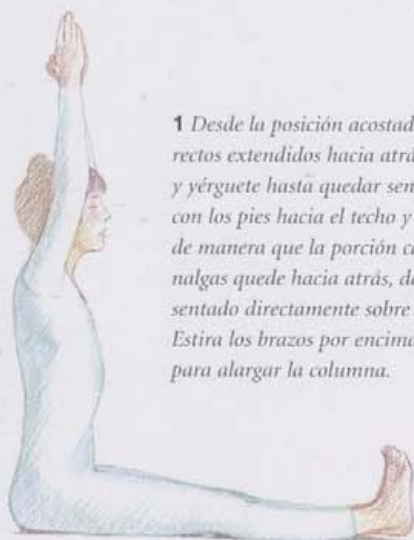 1 Desde la posición acostad
rectos extendidos hacia atrá
y yérguete hasta quedar sen
con los pies hacia el techo y
de manera que la porción ca
nalgas quede hacia atrás, de
sentado directamente sobre
Estira los brazos por encima
para alargar la columna.